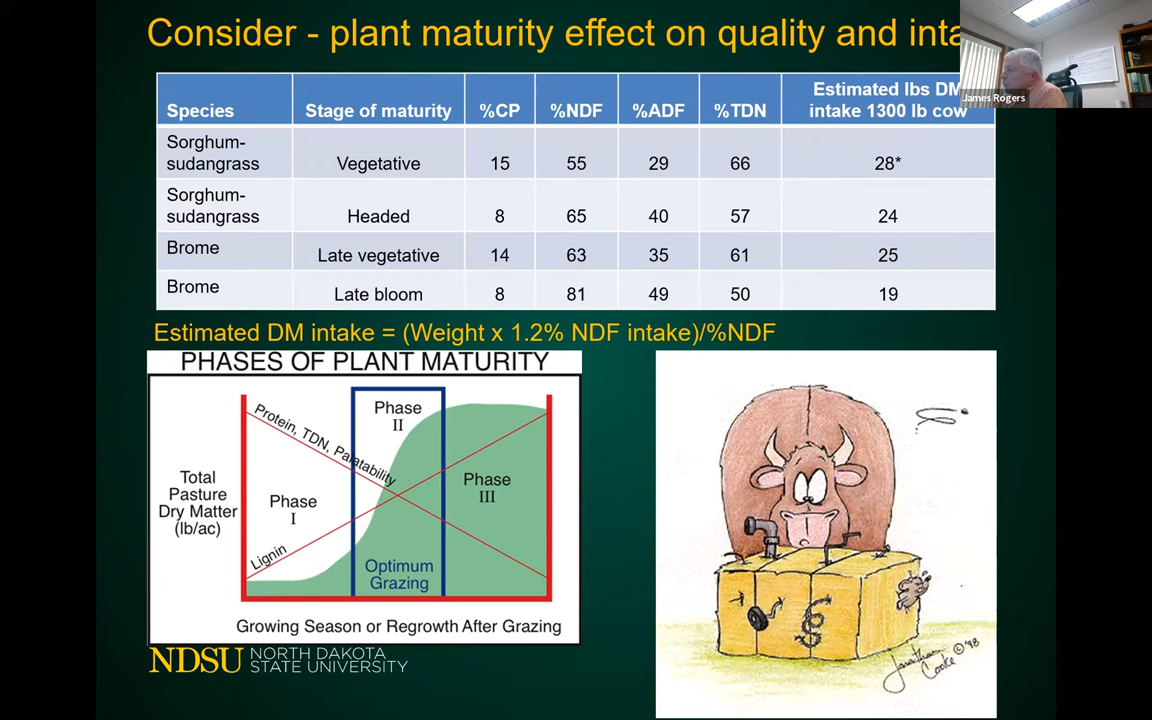 Consider - plant maturity effect on quality and inta
Species Stage of maturity %CP %NDF %ADF %TDN Estimated lbs DM intake 1300 lb cow
Sorghum-sudangrass Vegetative 15 55 29 66 28*
Sorghum-sudangrass Headed 8 65 40 57 24
Brome Late vegetative 14 63 35 61 25
Brome Late bloom 8 81 49 50 19
James Rogers
Estimated DM intake = (Weight x 1.2% NDF intake)/%NDF
PHASES OF PLANT MATURITY
Total
Pasture
Dry Matter
(lb/ac)
Protein, TDN, Palatability
Lignin
Phase
I
Phase
II
Phase
III
Optimum
Grazing
Growing Season or Regrowth After Grazing
NDSU NORTH DAKOTA
STATE UNIVERSITY
$
Jonathan
Cooke © '98